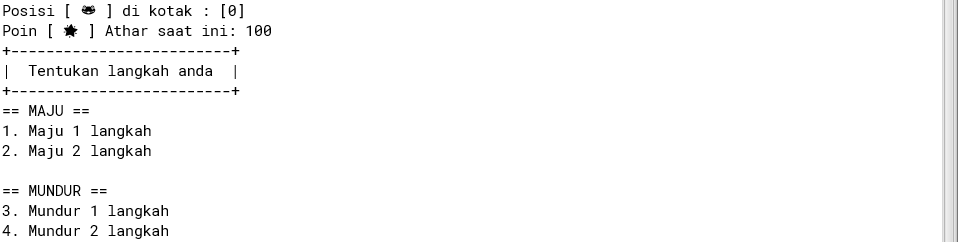 Posisi [ 🐸 ] di kotak : [0]
Poin [ 🌟 ] Athar saat ini: 100
+-------------------------+
|  Tentukan langkah anda  |
+-------------------------+
== MAJU ==
1. Maju 1 langkah
2. Maju 2 langkah
== MUNDUR ==
3. Mundur 1 langkah
4. Mundur 2 langkah